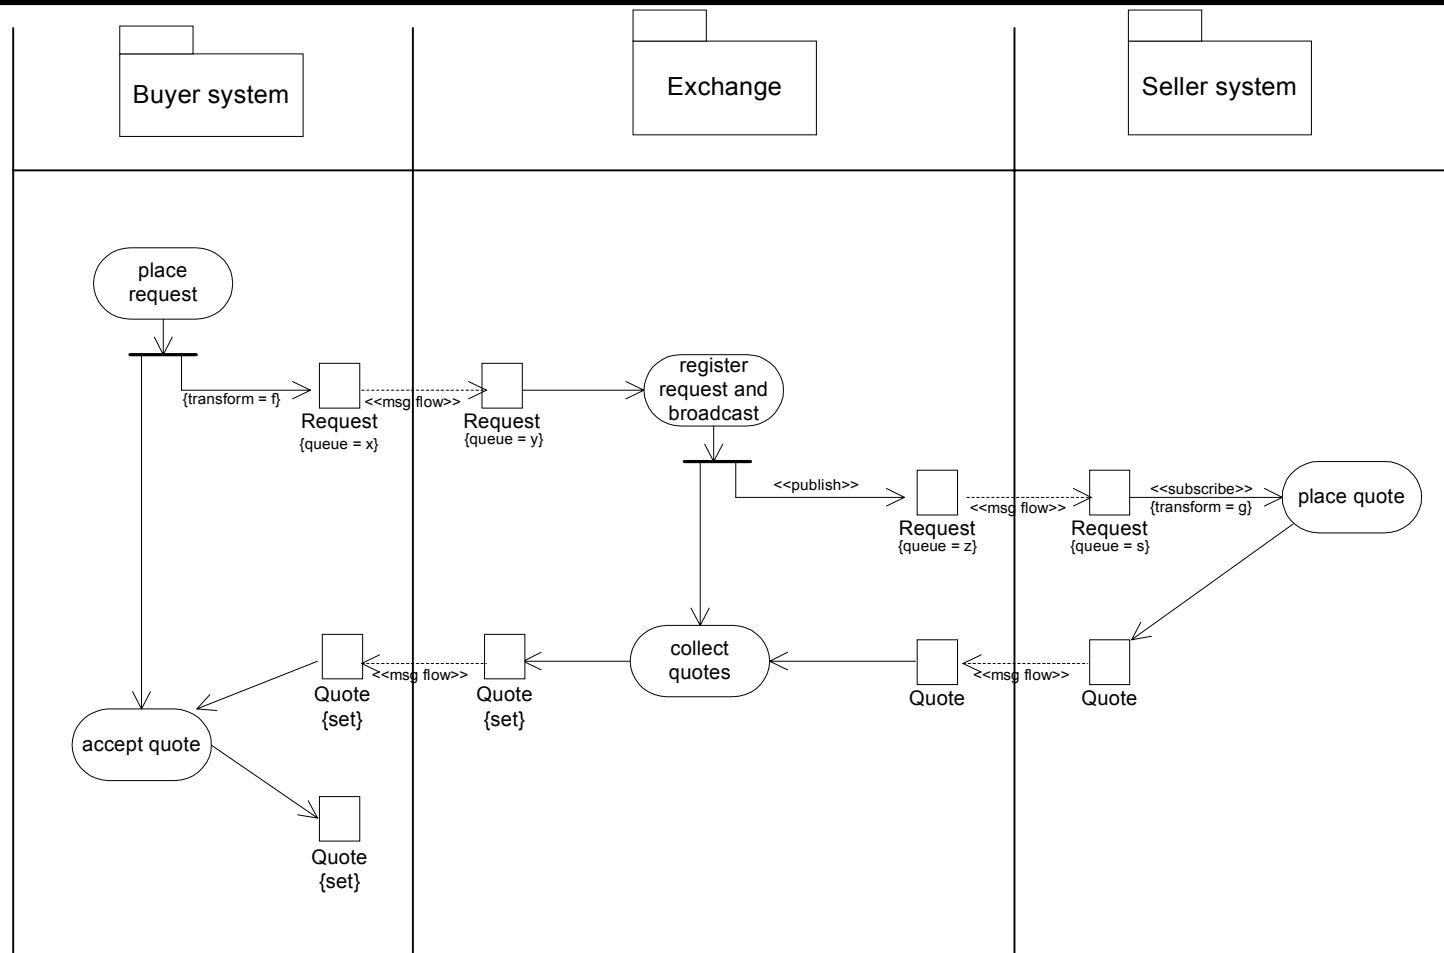 Buyer system
Exchange
Seller system
place
request
{transform = f}
Request
{queue = x}
<<msg flow>>
Request
{queue = y}
register
request and
broadcast
<<publish>>
Request
{queue = z}
<<msg flow>>
Request
{queue = s}
<<subscribe>>
{transform = g}
place quote
Quote
{set}
<<msg flow>>
Quote
{set}
collect
quotes
Quote
<<msg flow>>
Quote
accept quote
Quote
{set}